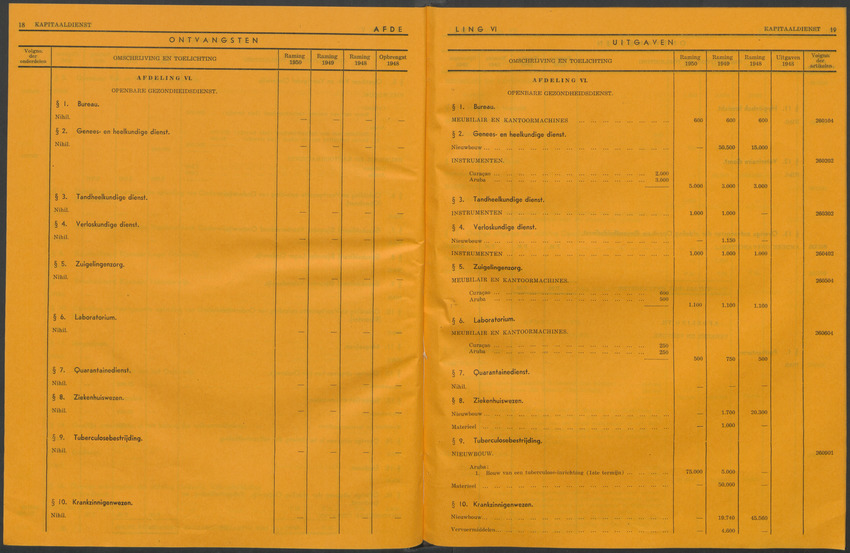 18 KAPITAALDIENST
AFDE
ONTVANGSTEN
Volgno. der onderdelen
OMSCHRIJVING EN TOELICHTING
Raming 1950
Raming 1949
Raming 1948
Opbrengst 1948
AFDELING VI.
OPENBARE GEZONDHEIDSDIENST.
§ 1. Bureau.
Nihil. — — — —
§ 2. Genees- en heelkundige dienst.
Nihil. — — — —
§ 3. Tandheelkundige dienst.
Nihil. — — — —
§ 4. Verloskundige dienst.
Nihil. — — — —
§ 5. Zuigelingenzorg.
Nihil. — — — —
§ 6. Laboratorium.
Nihil. — — — —
§ 7. Quarantainedienst.
Nihil. — — — —
§ 8. Ziekenhuiswezen.
Nihil. — — — —
§ 9. Tuberculosebestrijding.
Nihil. — — — —
§ 10. Krankzinnigenwezen.
Nihil. — — — —
LING VI
KAPITAALDIENST 19
UITGAVEN
OMSCHRIJVING EN TOELICHTING
Raming 1950
Raming 1949
Raming 1948
Uitgaven 1948
Volgno. der artikelen
AFDELING VI.
OPENBARE GEZONDHEIDSDIENST.
§ 1. Bureau.
MEUBILAIR EN KANTOORMACHINES 600 600 600 260104
§ 2. Genees- en heelkundige dienst.
Nieuwbouw ... — 50.500
INSTRUMENTEN. 260202
Curaçao ... 2.000
Aruba ... 3.000
5.000 5.000 3.000
§ 3. Tandheelkundige dienst.
INSTRUMENTEN ... 1.000 1.000 — 260302
§ 4. Verloskundige dienst.
Nieuwbouw ... — 1.150 —
INSTRUMENTEN ... 1.000 1.000 1.000 260402
§ 5. Zuigelingenzorg.
MEUBILAIR EN KANTOORMACHINES. 260504
Curaçao ... 600
Aruba ... 500
1.100 1.100 1.100
§ 6. Laboratorium.
MEUBILAIR EN KANTOORMACHINES. 260604
Curaçao ... 250
Aruba ... 250
500 750 500
§ 7. Quarantainedienst.
Nihil. — — —
§ 8. Ziekenhuiswezen.
Nieuwbouw ... — 1.700 20.300
Materieel ... — 1.000 —
§ 9. Tuberculosebestrijding.
NIEUWBOUW. 260901
Aruba:
1. Bouw van een tuberculose-inrichting (1ste termijn) ... 75.000 5.000 —
Materieel ... — 50.000 —
§ 10. Krankzinnigenwezen.
Nieuwbouw ... — 19.740 45.560
Vervoermiddelen ... — 4.600 —